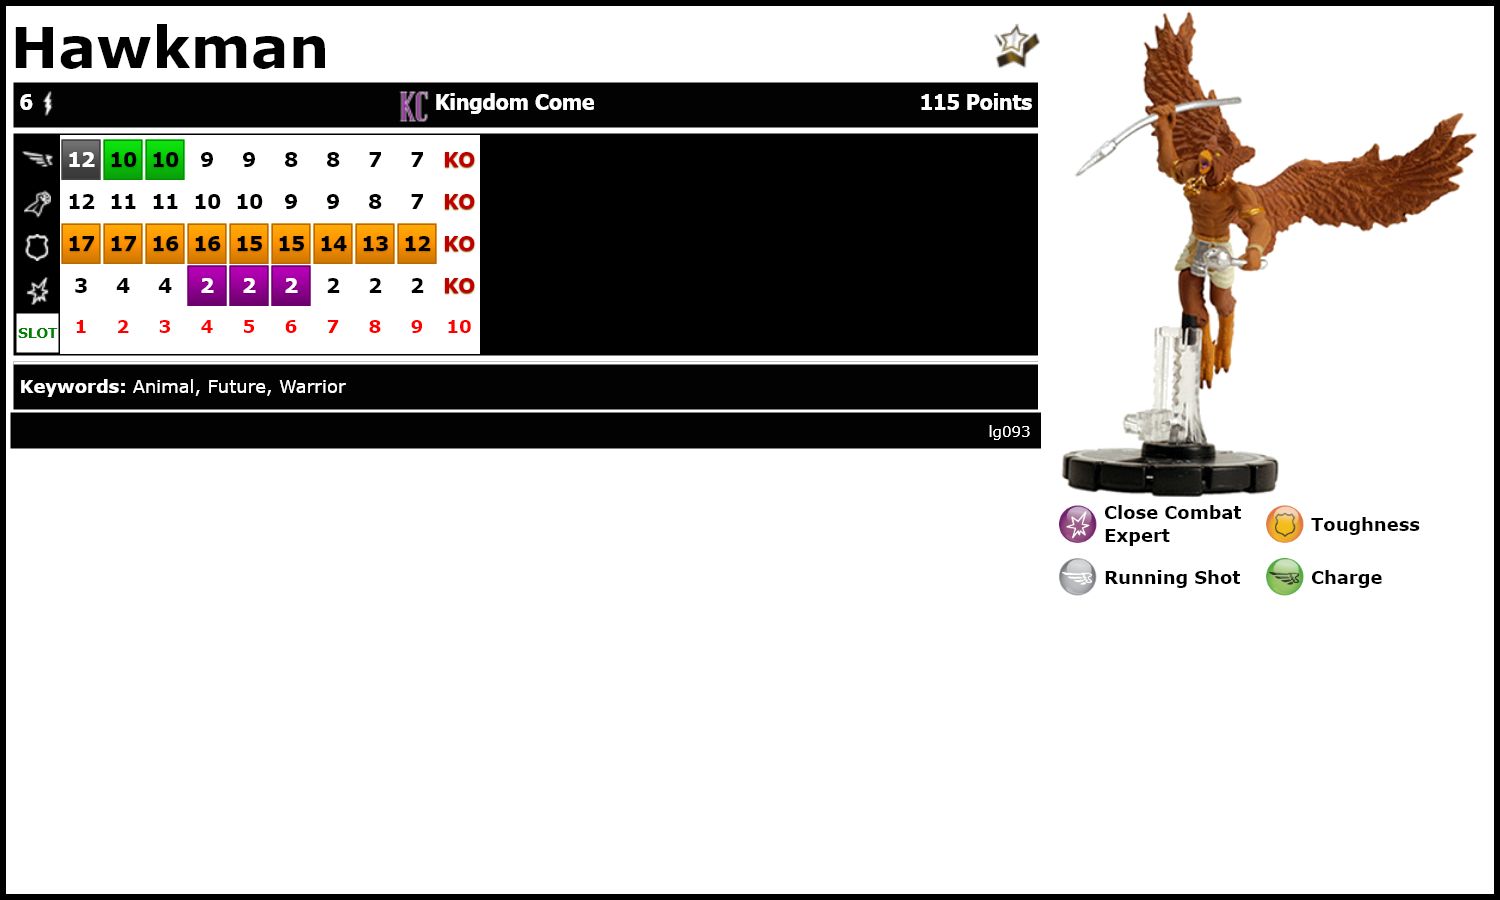 Hawkman
6 KC Kingdom Come 115 Points
12 10 10 9 9 8 8 7 7 KO
12 11 11 10 10 9 9 8 7 KO
17 17 16 16 15 15 14 13 12 KO
3 4 4 2 2 2 2 2 2 KO
SLOT 1 2 3 4 5 6 7 8 9 10
Keywords: Animal, Future, Warrior
lg093
Close Combat
Expert
Toughness
Running Shot
Charge